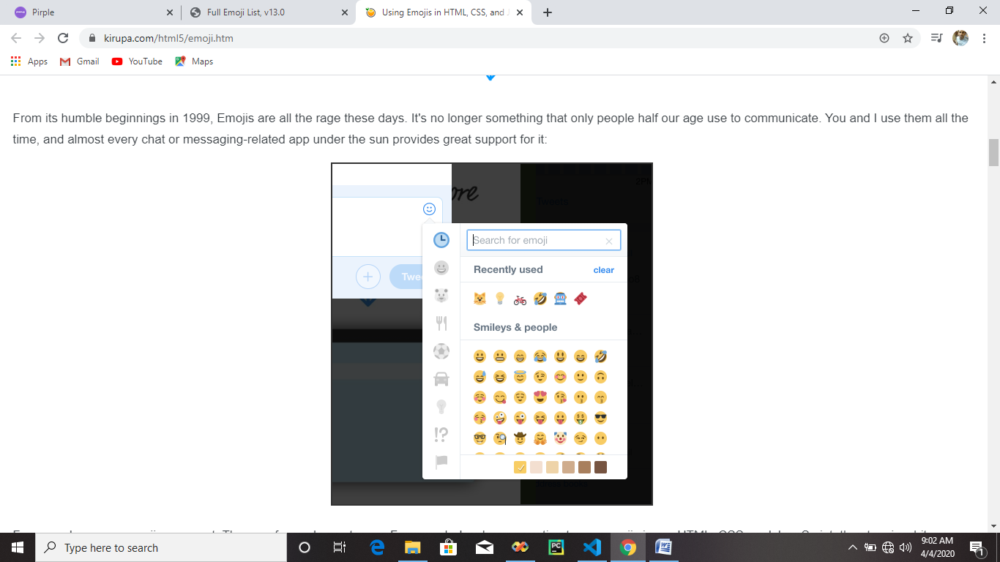 Pirple
Full Emoji List, v13.0
Using Emojis in HTML, CSS, and J
kirupa.com/html5/emoji.htm
Apps
Gmail
YouTube
Maps
From its humble beginnings in 1999, Emojis are all the rage these days. It's no longer something that only people half our age use to communicate. You and I use them all the
time, and almost every chat or messaging-related app under the sun provides great support for it:
ore
Tweets
Twe
Search for emoji
Recently used
clear
Smileys & people
!?
Type here to search
PC
9:02 AM
4/4/2020
1